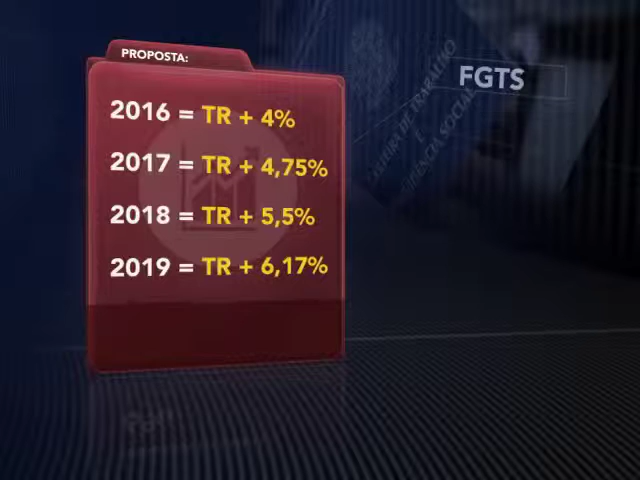 PROPOSTA:
FGTS
2016 = TR + 4%
2017 = TR + 4,75%
2018 = TR + 5,5%
2019 = TR + 6,17%